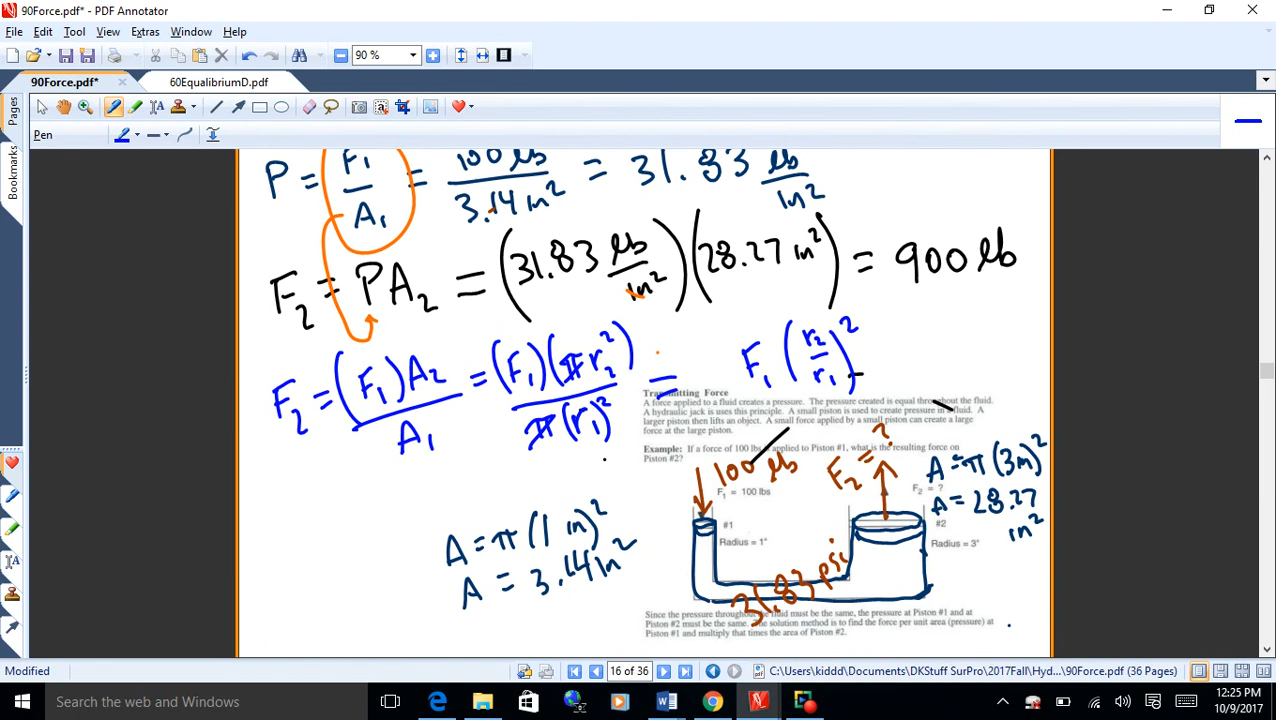 90Force.pdf* - PDF Annotator
File Edit Tool Extras Window Help
90 %
90Force.pdf* 60EqualibriumD.pdf
Pen
Pages
Bookmarks
P = F₁/A₁ = 100 lb / 3.14 in² = 31.83 lb/in²
F₂ = PA₂ = (31.83 lb/in²)(28.27 in²) = 900 lb
F₂ = (F₁)A₂ / A₁ = (F₁)(πr₂²) / π(r₁)² = F₁ (r₂/r₁)²
Transmitting Force
A force applied to a fluid creates a pressure. The pressure created is equal throughout the fluid.
A hydraulic jack is uses this principle. A small piston is used to create pressure in a fluid. A
larger piston then lifts an object. A small force applied by a small piston can create a large
force at the large piston.
Example: If a force of 100 lbs is applied to Piston #1, what is the resulting force on
Piston #2?
100 lb
F₂ = ?
A = π(3in)²
A = 28.27
in²
F₁ = 100 lbs
F₂ = ?
#1
#2
Radius = 1"
Radius = 3"
A = π(1 in)²
A = 3.14in²
31.83 psi
Since the pressure throughout the fluid must be the same, the pressure at Piston #1 and at
Piston #2 must be the same. The solution method is to find the force per unit area (pressure) at
Piston #1 and multiply that times the area of Piston #2.
Modified
16 of 36
C:\Users\kiddd\Documents\DKStuff SurPro\2017Fall\Hyd...\90Force.pdf (36 Pages)
Search the web and Windows
12:25 PM
10/9/2017